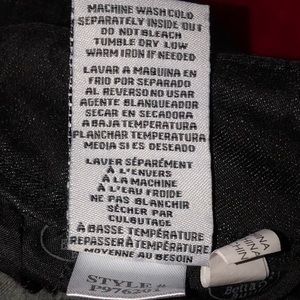 MACHINE WASH COLD
SEPARATELY INSIDE OUT
DO NOT BLEACH
TUMBLE DRY LOW
WARM IRON IF NEEDED
LAVAR A MAQUINA EN
FRIO POR SEPARADO
AL REVERSO NO USAR
AGENTE BLANQUEADOR
SECAR EN SECADORA
A BAJA TEMPERATURA
PLANCHAR TEMPERATURA
MEDIA SI ES DESEADO
LAVER SÉPARÉMENT
À L'ENVERS
À LA MACHINE
À L'EAU FROIDE
NE PAS BLANCHIR
SÉCHER PAR
CULBUTAGE
À BASSE TEMPÉRATURE
REPASSER À TEMPÉRATURE
MOYENNE AU BESOIN
STYLE #